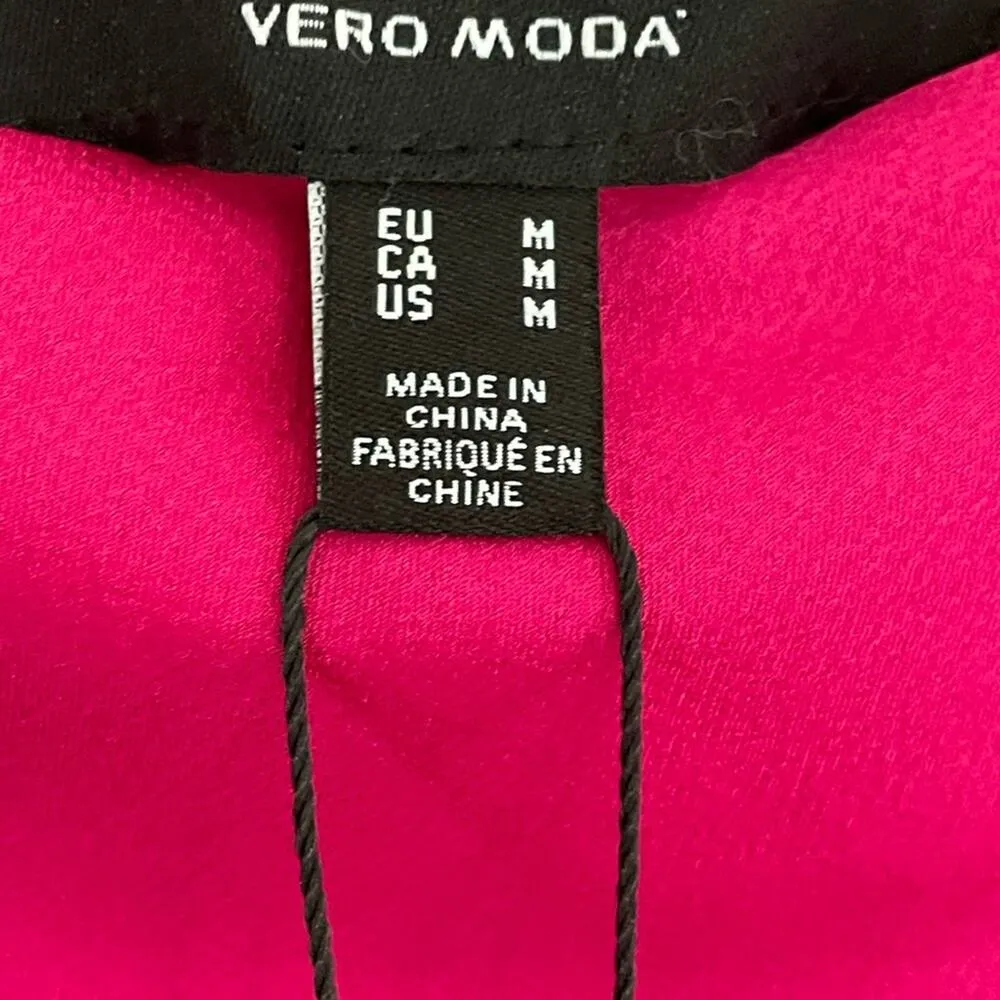 VERO MODA
EU M
CA M
US M
MADE IN
CHINA
FABRIQUÉ EN
CHINE